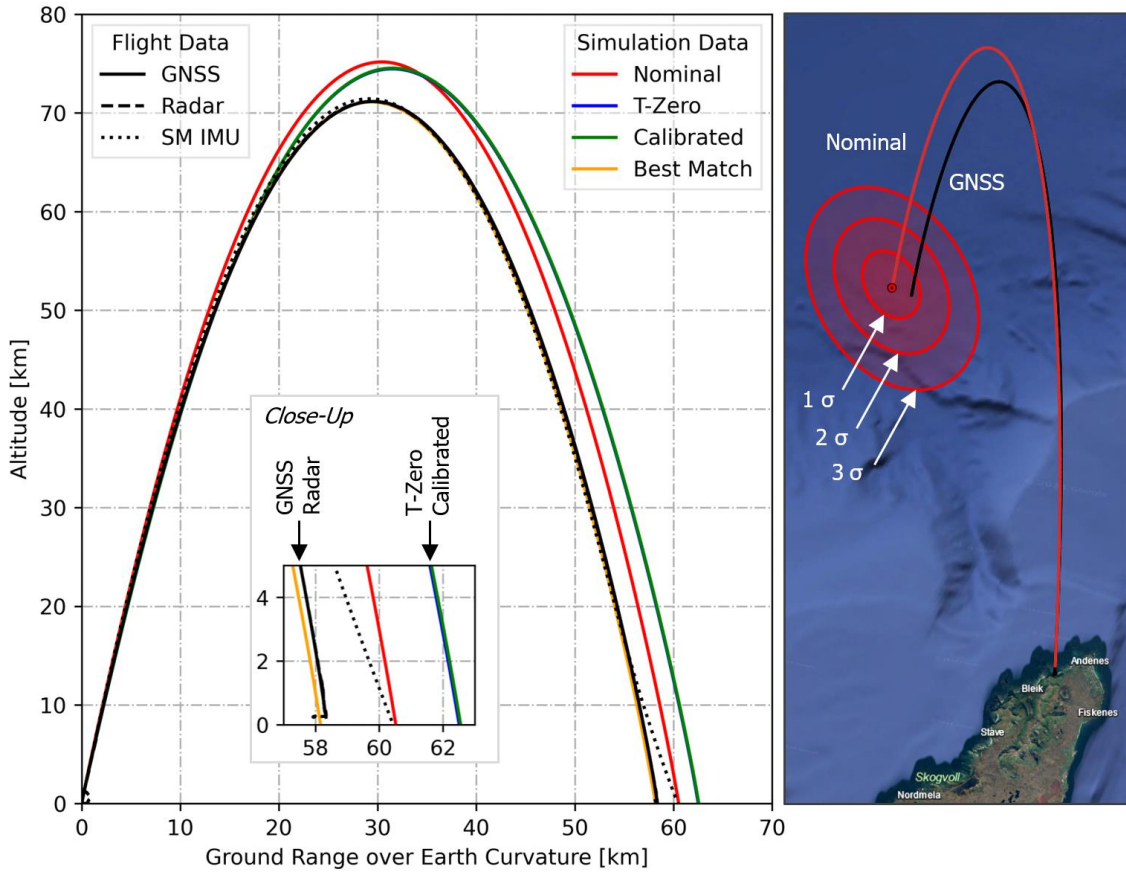 80
70
60
50
40
30
20
10
0
Altitude [km]
Flight Data
GNSS
Radar
SM IMU
Simulation Data
Nominal
T-Zero
Calibrated
Best Match
Close-Up
GNSS
Radar
T-Zero
Calibrated
4
2
0
58 60 62
0 10 20 30 40 50 60 70
Ground Range over Earth Curvature [km]
Nominal
GNSS
1 σ
2 σ
3 σ
Andenes
Bleik
Fiskenes
Stave
Skogvoll
Nordmela